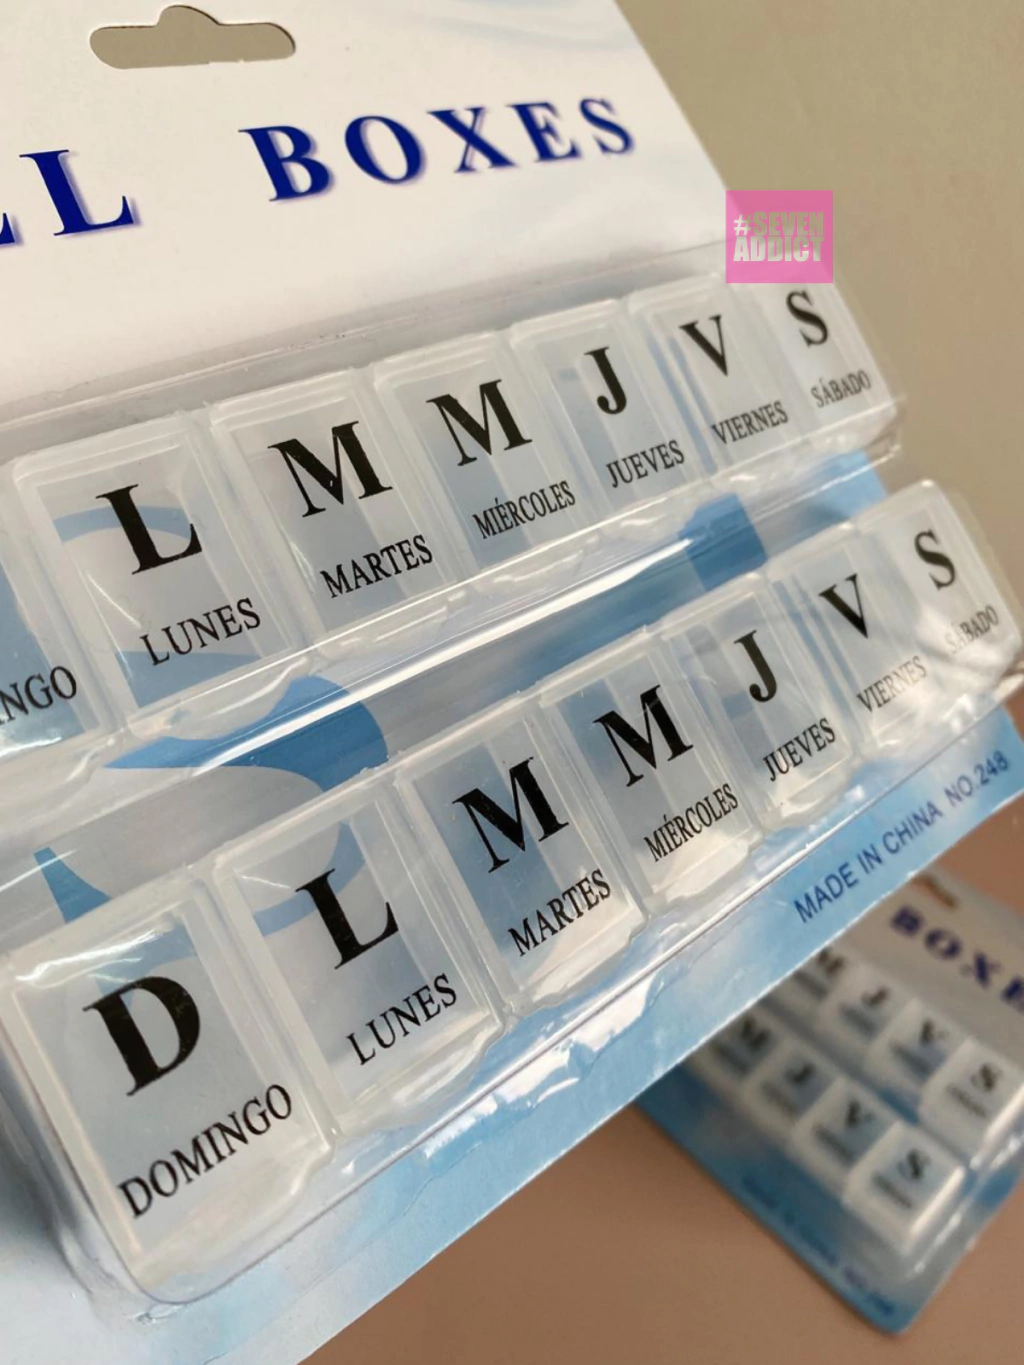 LL BOXES
#SEVEN
ADDICT
L M M J V S
NGO LUNES MARTES MIÉRCOLES JUEVES VIERNES SÁBADO
D L M M J V S
DOMINGO LUNES MARTES MIÉRCOLES JUEVES VIERNES SÁBADO
MADE IN CHINA NO.248
BOXE
M J V S
M J V S